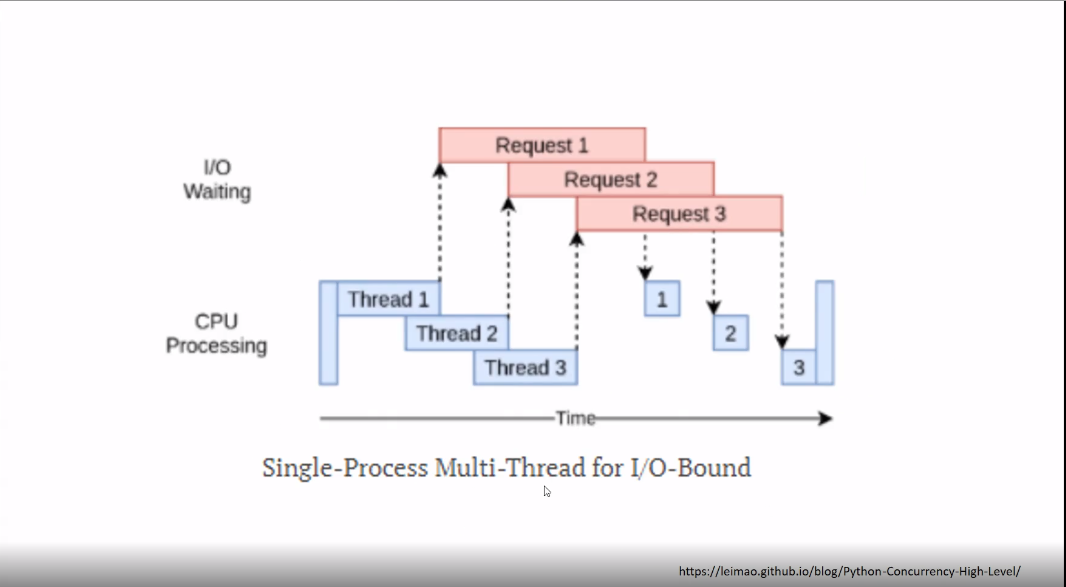 Request 1
I/O
Waiting
Request 2
Request 3
Thread 1
1
CPU
Processing
Thread 2
2
Thread 3
3
Time
Single-Process Multi-Thread for I/O-Bound
https://leimao.github.io/blog/Python-Concurrency-High-Level/